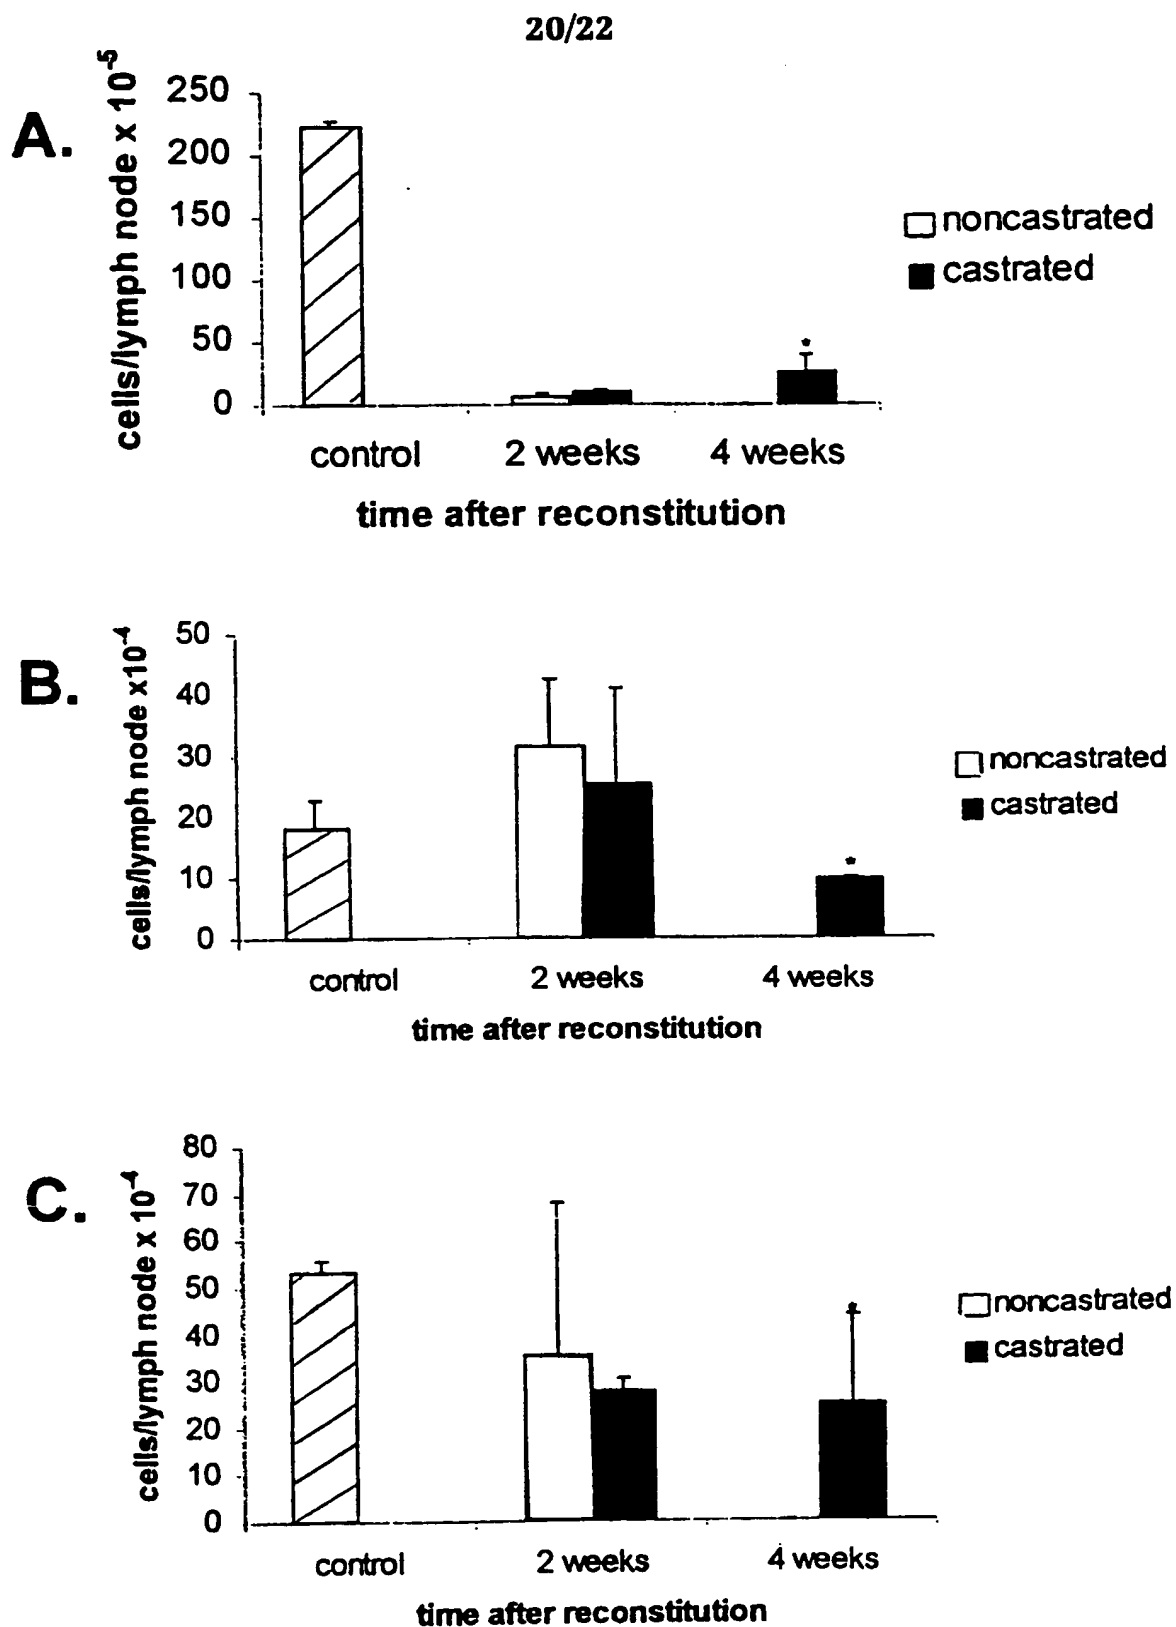 20/22
A.
cells/lymph node x 10⁻⁵
250
200
150
100
50
0
*
control
2 weeks
4 weeks
time after reconstitution
noncastrated
castrated
B.
cells/lymph node x10⁻⁴
50
40
30
20
10
0
*
control
2 weeks
4 weeks
time after reconstitution
noncastrated
castrated
C.
cells/lymph node x 10⁻⁴
80
70
60
50
40
30
20
10
0
*
control
2 weeks
4 weeks
time after reconstitution
noncastrated
castrated